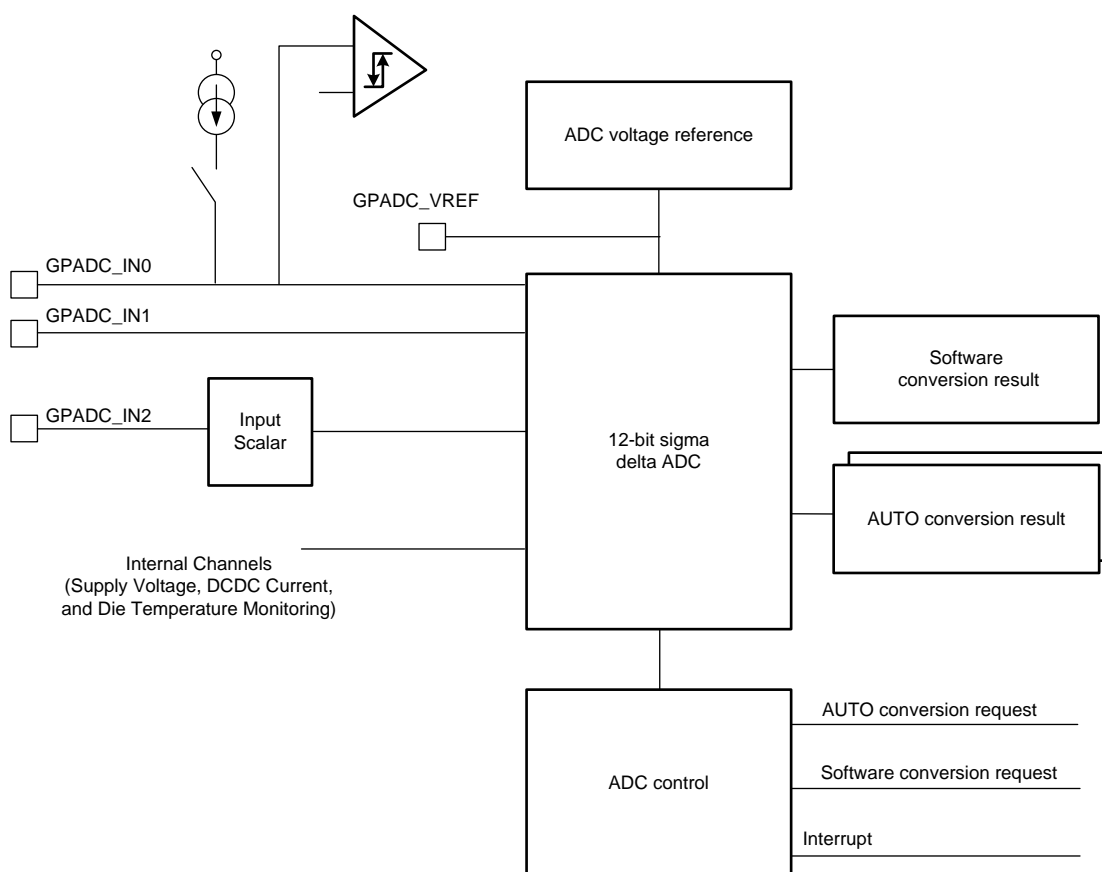 ADC voltage reference
GPADC_VREF
GPADC_IN0
GPADC_IN1
GPADC_IN2
Input
Scalar
12-bit sigma
delta ADC
Software
conversion result
AUTO conversion result
Internal Channels
(Supply Voltage, DCDC Current,
and Die Temperature Monitoring)
ADC control
AUTO conversion request
Software conversion request
Interrupt